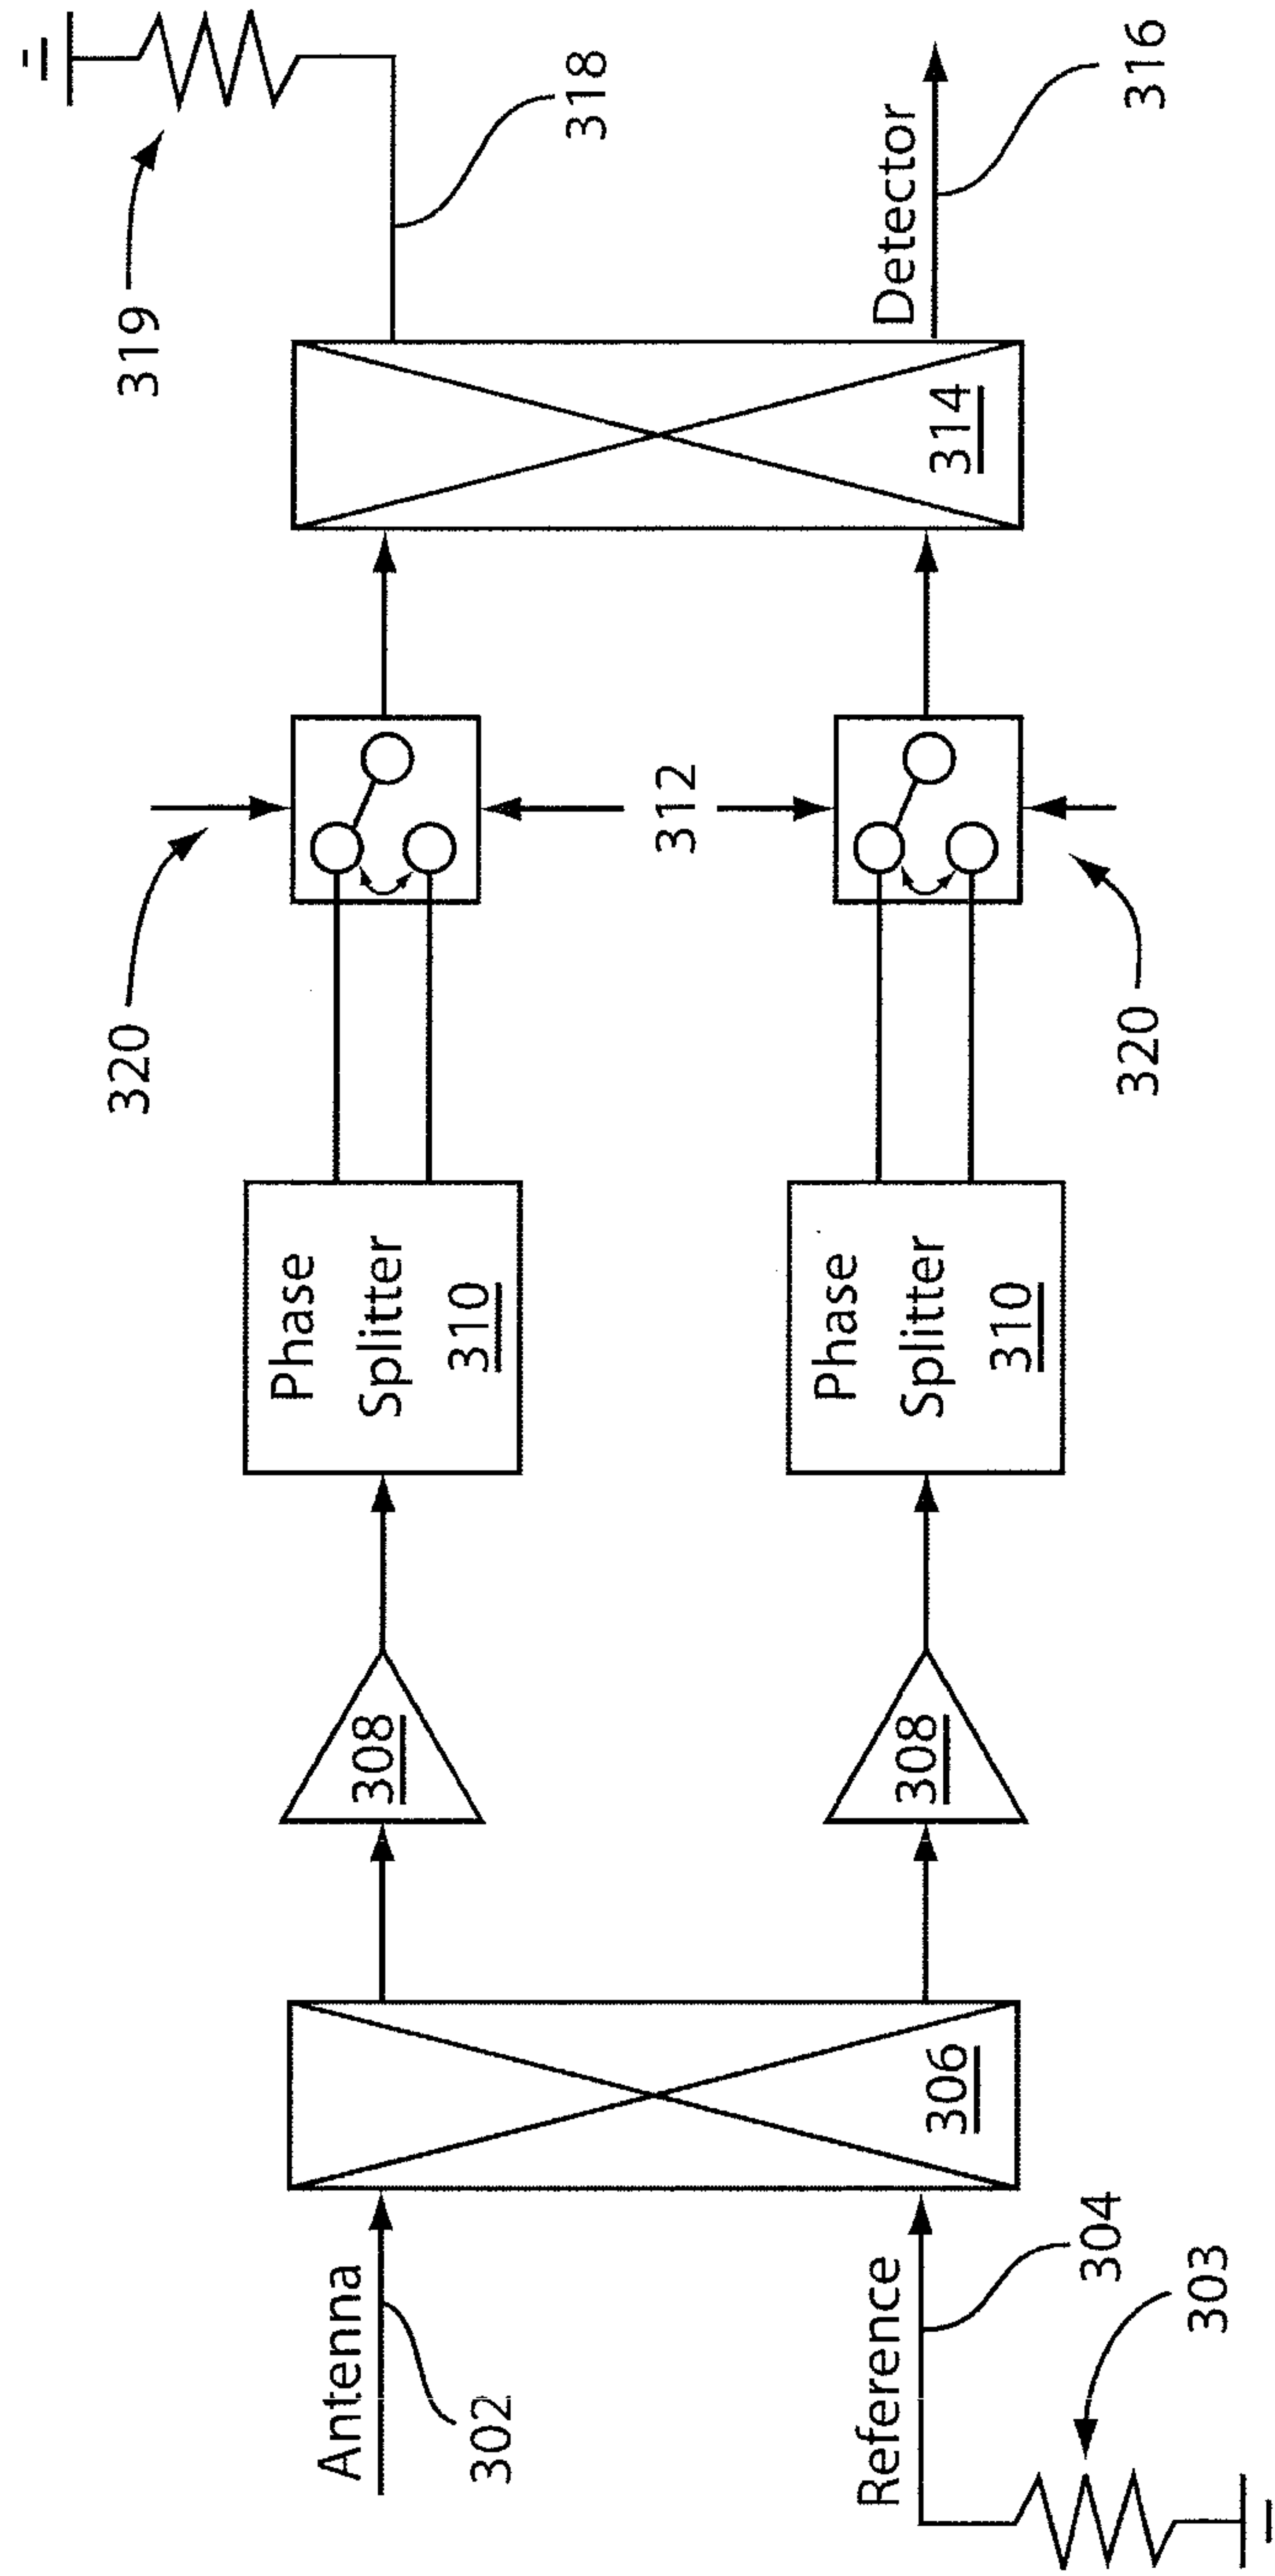 Antenna
302
Reference
304
303
306
308
308
Phase
Splitter
310
Phase
Splitter
310
320
312
320
314
319
318
Detector
316